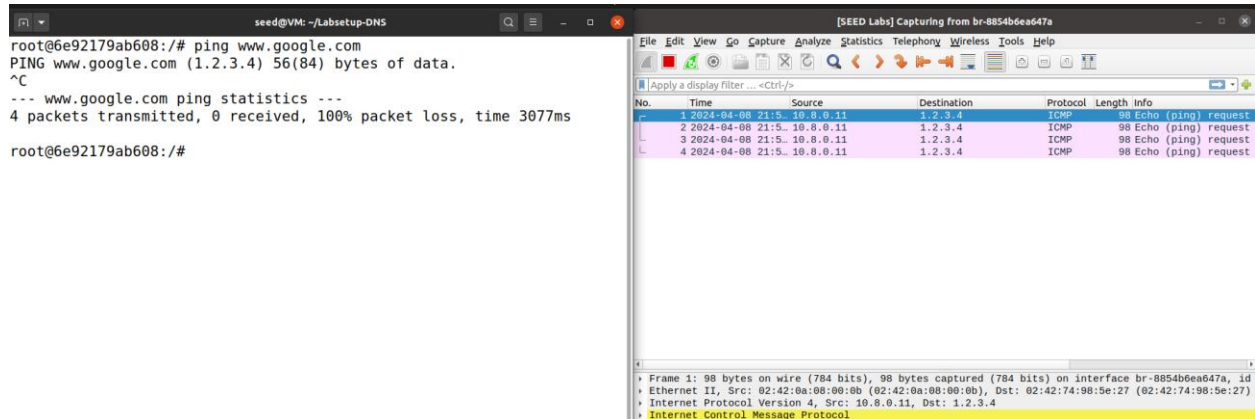 seed@VM: ~/Labsetup-DNS
root@6e92179ab608:/# ping www.google.com
PING www.google.com (1.2.3.4) 56(84) bytes of data.
^C
--- www.google.com ping statistics ---
4 packets transmitted, 0 received, 100% packet loss, time 3077ms
root@6e92179ab608:/#
[SEED Labs] Capturing from br-8854b6ea647a
File Edit View Go Capture Analyze Statistics Telephony Wireless Tools Help
Apply a display filter ... <Ctrl-/>
No. Time Source Destination Protocol Length Info
1 2024-04-08 21:5… 10.8.0.11 1.2.3.4 ICMP 98 Echo (ping) request
2 2024-04-08 21:5… 10.8.0.11 1.2.3.4 ICMP 98 Echo (ping) request
3 2024-04-08 21:5… 10.8.0.11 1.2.3.4 ICMP 98 Echo (ping) request
4 2024-04-08 21:5… 10.8.0.11 1.2.3.4 ICMP 98 Echo (ping) request
Frame 1: 98 bytes on wire (784 bits), 98 bytes captured (784 bits) on interface br-8854b6ea647a, id
Ethernet II, Src: 02:42:0a:08:00:0b (02:42:0a:08:00:0b), Dst: 02:42:74:98:5e:27 (02:42:74:98:5e:27)
Internet Protocol Version 4, Src: 10.8.0.11, Dst: 1.2.3.4
Internet Control Message Protocol